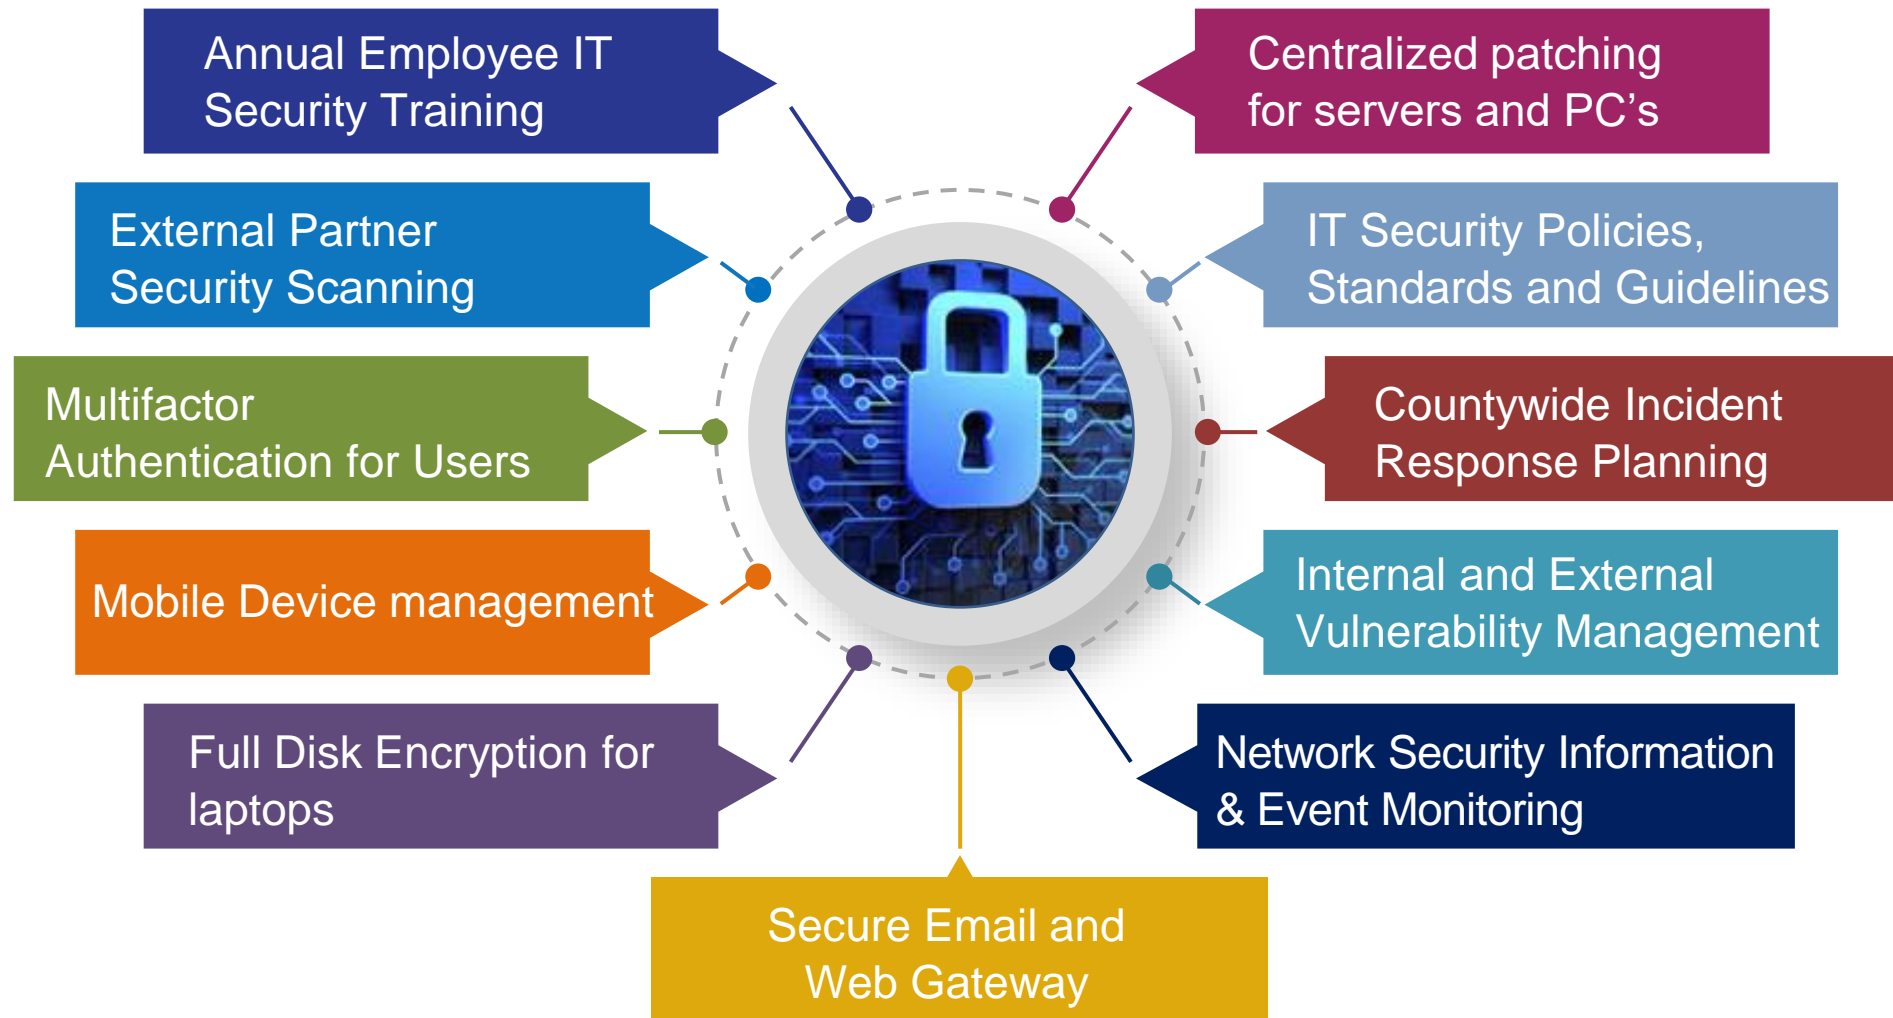 Annual Employee IT
Security Training
Centralized patching
for servers and PC’s
External Partner
Security Scanning
IT Security Policies,
Standards and Guidelines
Multifactor
Authentication for Users
Countywide Incident
Response Planning
Mobile Device management
Internal and External
Vulnerability Management
Full Disk Encryption for
laptops
Network Security Information
& Event Monitoring
Secure Email and
Web Gateway